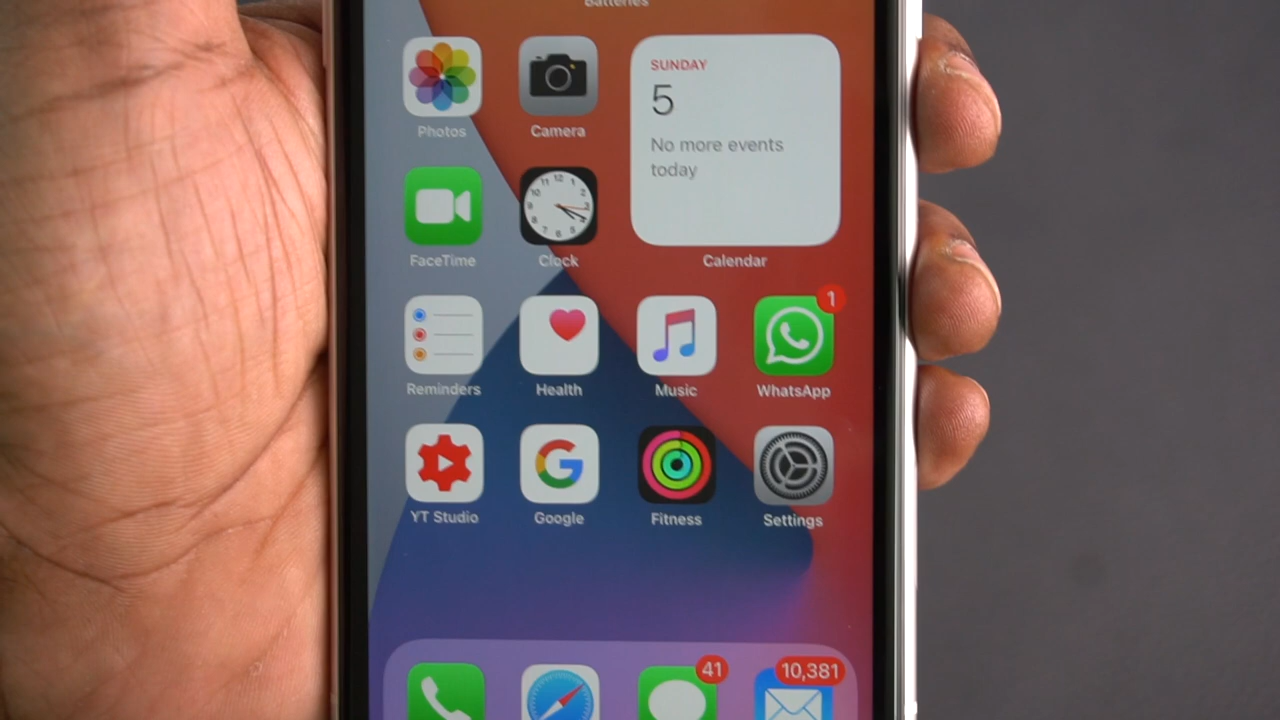 Batteries
Photos
Camera
SUNDAY
5
No more events
today
FaceTime
Clock
Calendar
1
Reminders
Health
Music
WhatsApp
YT Studio
Google
Fitness
Settings
41
10,381